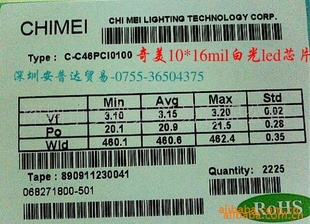 CHIMEI
CHI MEI LIGHTING TECHNOLOGY CORP.
Type : C-C46PCI0100
奇美10*16mil白光led芯片
深圳安普达贸易-0755-36504375
Min Avg Max Std
Vf 3.10 3.15 3.20 0.02
Po 20.1 20.9 21.5 0.28
Wld 460.1 460.6 462.4 0.35
Tape : 890911230041
Quantity: 2225
068271800-501
RoHS